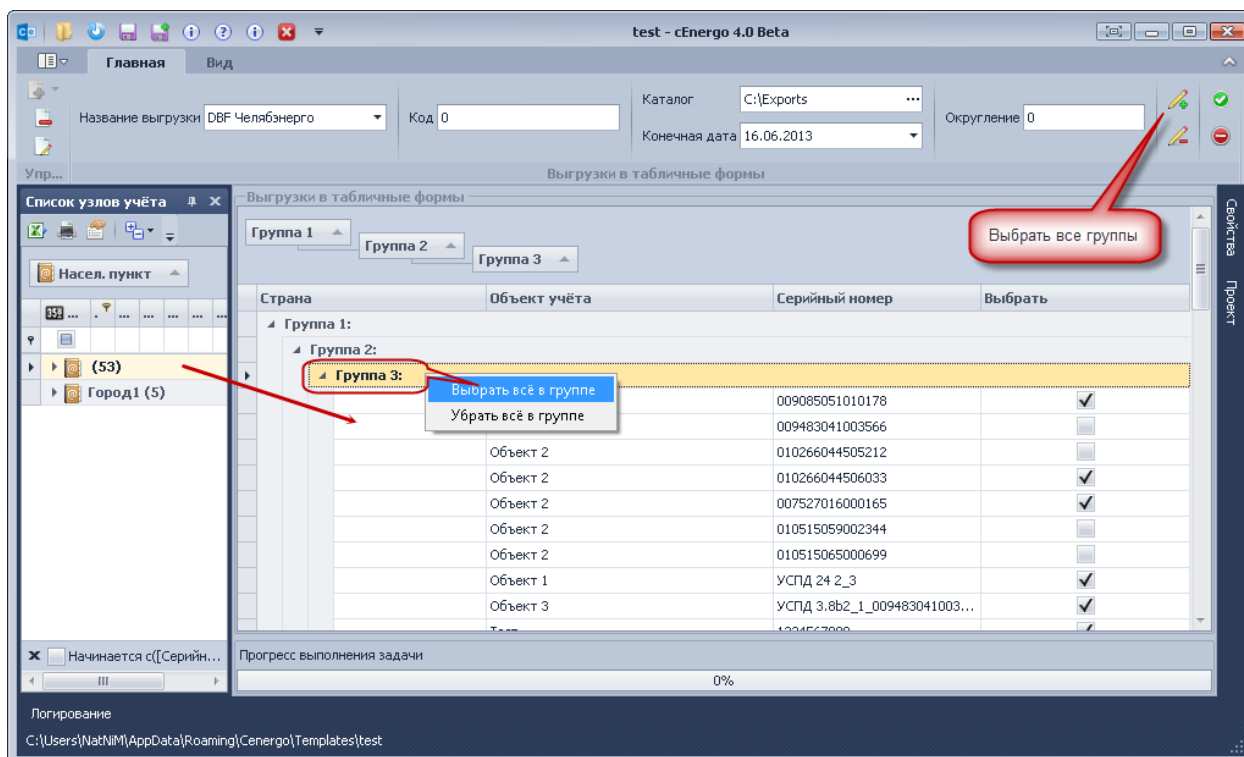 test - cEnergo 4.0 Beta
Главная Вид
Название выгрузки DBF Челябэнерго Код 0 Каталог C:\Exports ... Округление 0
Конечная дата 16.06.2013
Упр... Выгрузки в табличные формы
Список узлов учёта
Выгрузки в табличные формы
Группа 1
Группа 2
Группа 3
Выбрать все группы
Свойства
Проект
Насел. пункт
Страна Объект учёта Серийный номер Выбрать
Группа 1:
Группа 2:
(53)
Группа 3:
Город1 (5)
Выбрать всё в группе
Убрать всё в группе
009085051010178
009483041003566
Объект 2 010266044505212
Объект 2 010266044506033
Объект 2 007527016000165
Объект 2 010515059002344
Объект 2 010515065000699
Объект 1 УСПД 24 2_3
Объект 3 УСПД 3.8b2_1_009483041003...
Начинается с([Серийн...
Прогресс выполнения задачи
0%
Логирование
C:\Users\NatNiM\AppData\Roaming\Cenergo\Templates\test